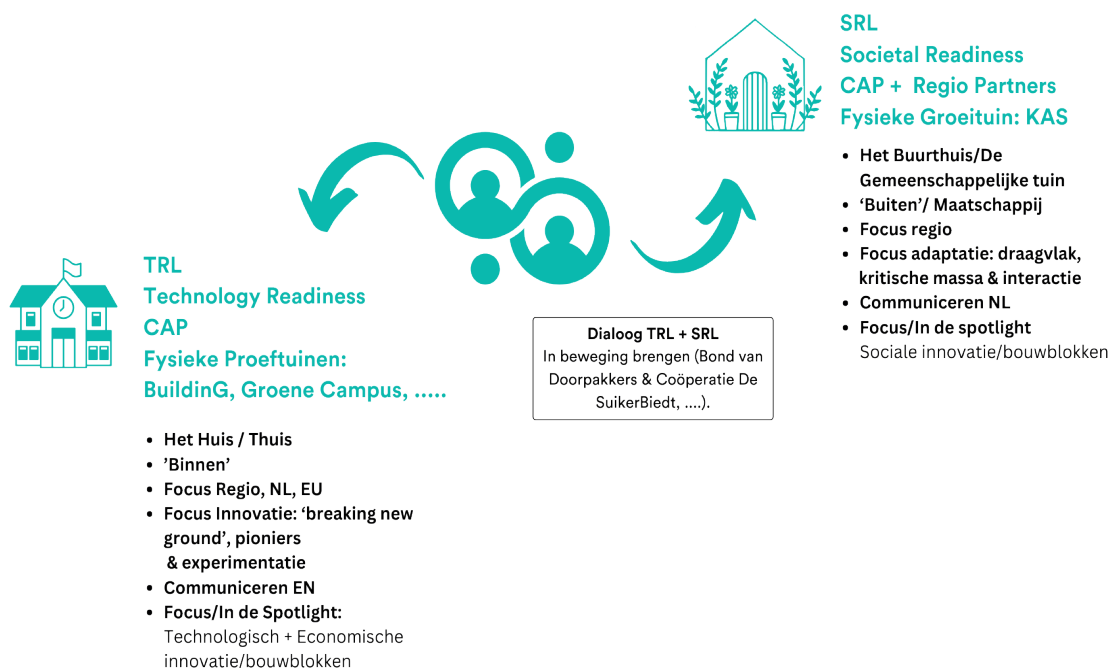 SRL
Societal Readiness
CAP + Regio Partners
Fysieke Groeituin: KAS
• Het Buurthuis/De
Gemeenschappelijke tuin
• ‘Buiten’/ Maatschappij
• Focus regio
• Focus adaptatie: draagvlak,
kritische massa & interactie
• Communiceren NL
• Focus/In de spotlight
Sociale innovatie/bouwblokken
TRL
Technology Readiness
CAP
Fysieke Proeftuinen:
BuildinG, Groene Campus, .....
• Het Huis / Thuis
• ’Binnen’
• Focus Regio, NL, EU
• Focus Innovatie: ‘breaking new
ground’, pioniers
& experimentatie
• Communiceren EN
• Focus/In de Spotlight:
Technologisch + Economische
innovatie/bouwblokken
Dialoog TRL + SRL
In beweging brengen (Bond van
Doorpakkers & Coöperatie De
SuikerBiedt, ....).